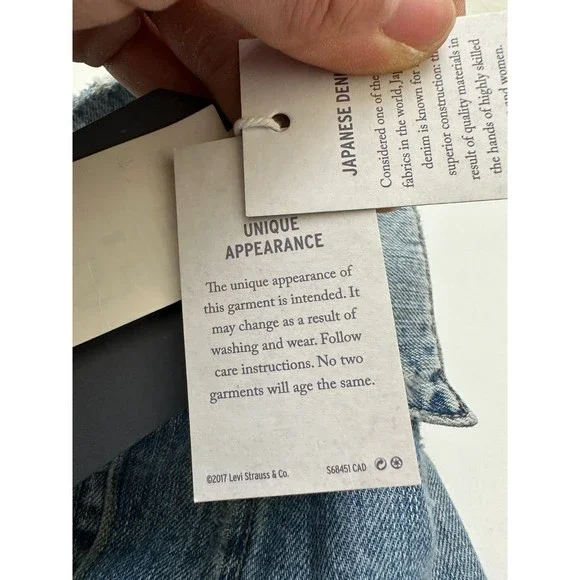 UNIQUE
APPEARANCE
The unique appearance of
this garment is intended. It
may change as a result of
washing and wear. Follow
care instructions. No two
garments will age the same.
©2017 Levi Strauss & Co.
S68451 CAD
JAPANESE
Considered one of the
fabrics in the world,
denim is known for
superior construction:
result of quality materials in
the hands of highly skilled
and women.